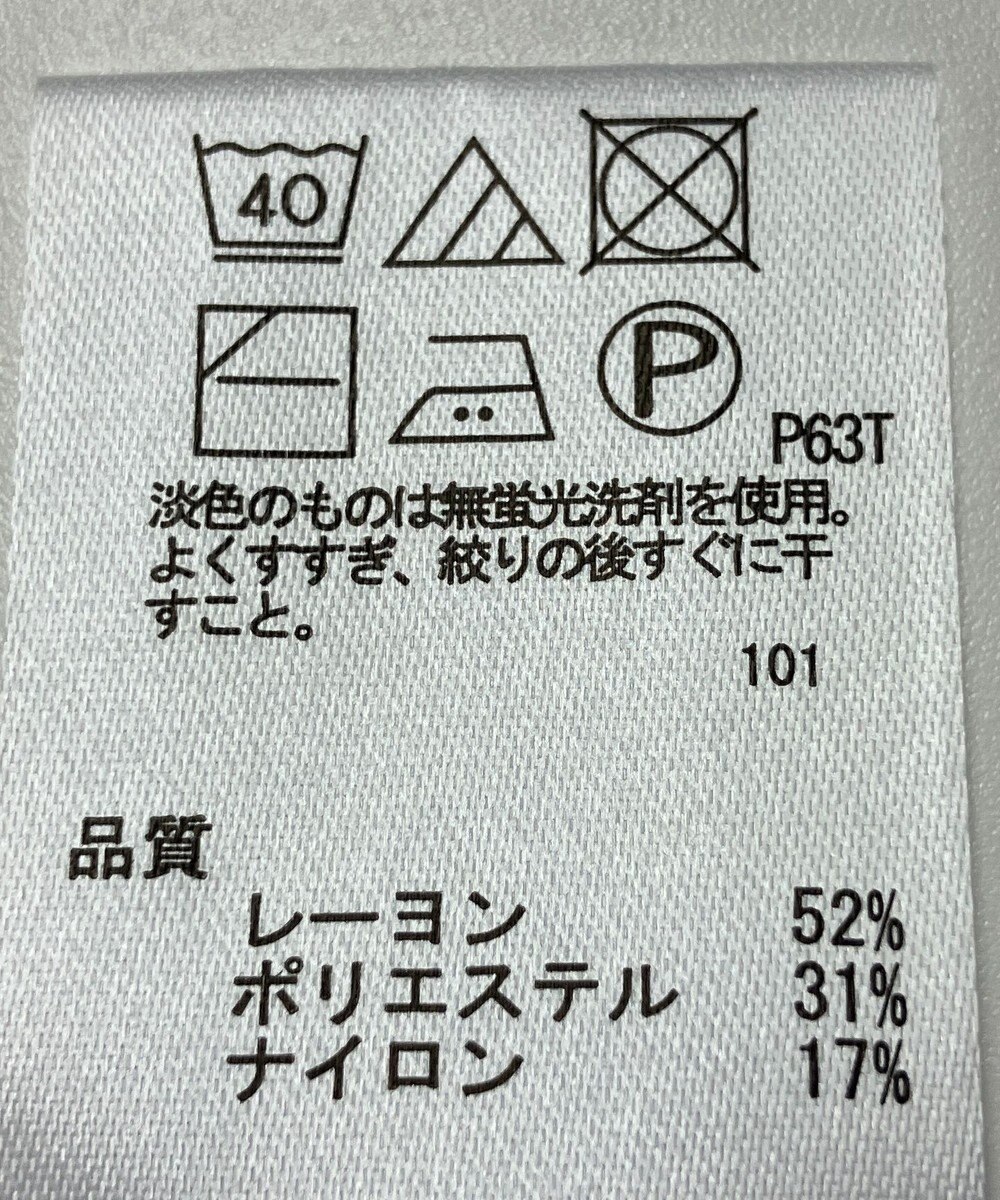 40
P
P63T
淡色のものは無蛍光洗剤を使用。
よくすすぎ、絞りの後すぐに干
すこと。
101
品質
レーヨン 52%
ポリエステル 31%
ナイロン 17%